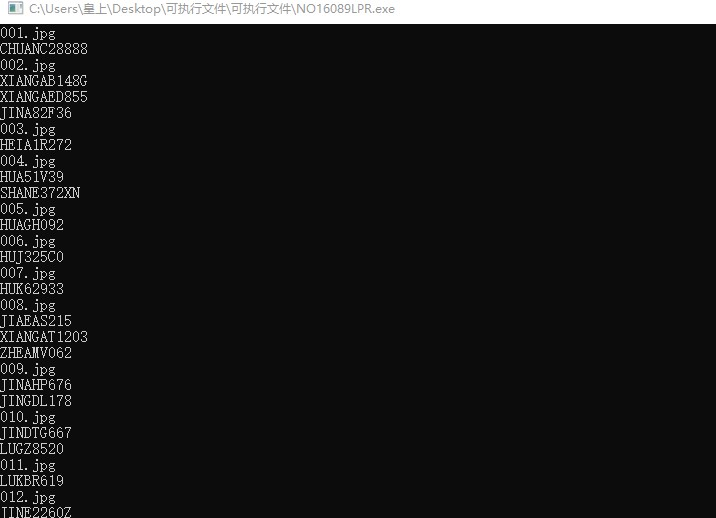 C:\Users\皇上\Desktop\可执行文件\可执行文件\NO16089LPR.exe
001.jpg
CHUANC28888
002.jpg
XIANGAB148G
XIANGAED855
JINA82F36
003.jpg
HEIA1R272
004.jpg
HUA51V39
SHANE372XN
005.jpg
HUAGH092
006.jpg
HUJ325C0
007.jpg
HUK62933
008.jpg
JIAEAS215
XIANGAT1203
ZHEAMV062
009.jpg
JINAHP676
JINGDL178
010.jpg
JINDTG667
LUGZ8520
011.jpg
LUKBR619
012.jpg
JINE2260Z